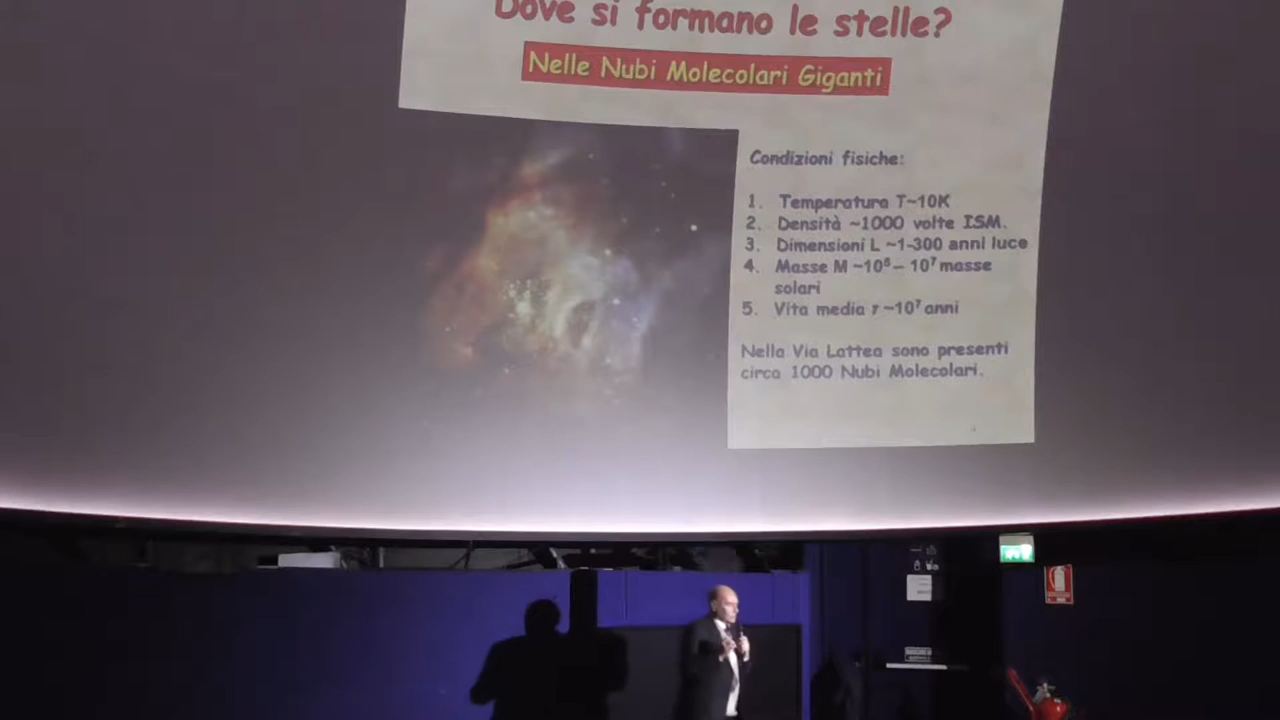 Dove si formano le stelle?
Nelle Nubi Molecolari Giganti
Condizioni fisiche:
1. Temperatura T~10K
2. Densità ~1000 volte ISM.
3. Dimensioni L ~1-300 anni luce
4. Masse M ~10⁶– 10⁷ masse
solari
5. Vita media τ ~10⁷ anni
Nella Via Lattea sono presenti
circa 1000 Nubi Molecolari.